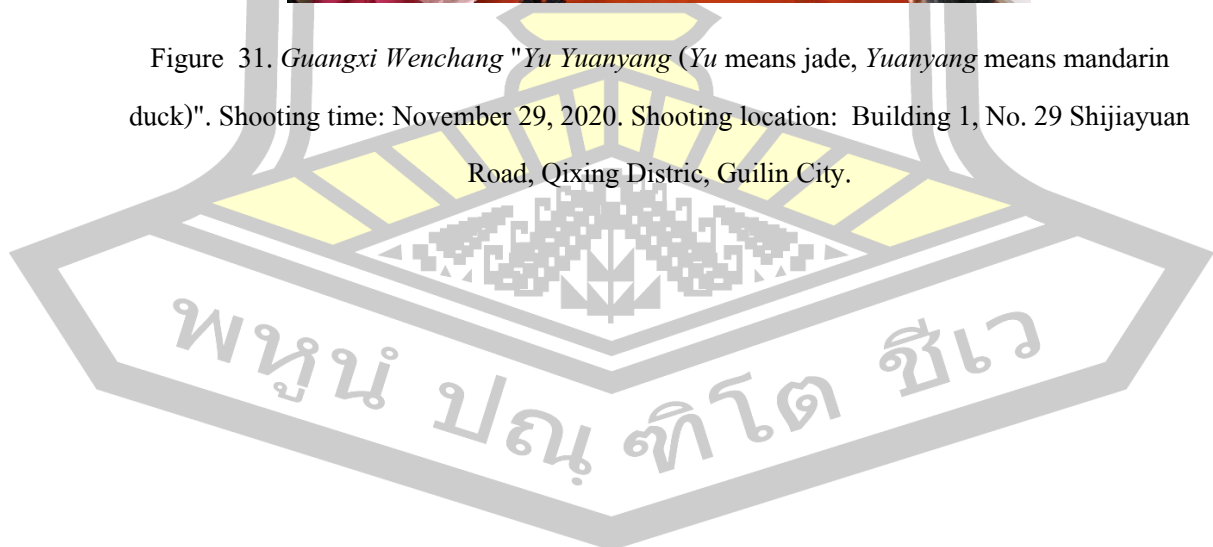 Figure 31. Guangxi Wenchang "Yu Yuanyang (Yu means jade, Yuanyang means mandarin
duck)". Shooting time: November 29, 2020. Shooting location: Building 1, No. 29 Shijiayuan
Road, Qixing Distric, Guilin City.
พหูนํ ปณฺฑิโต ชีเว